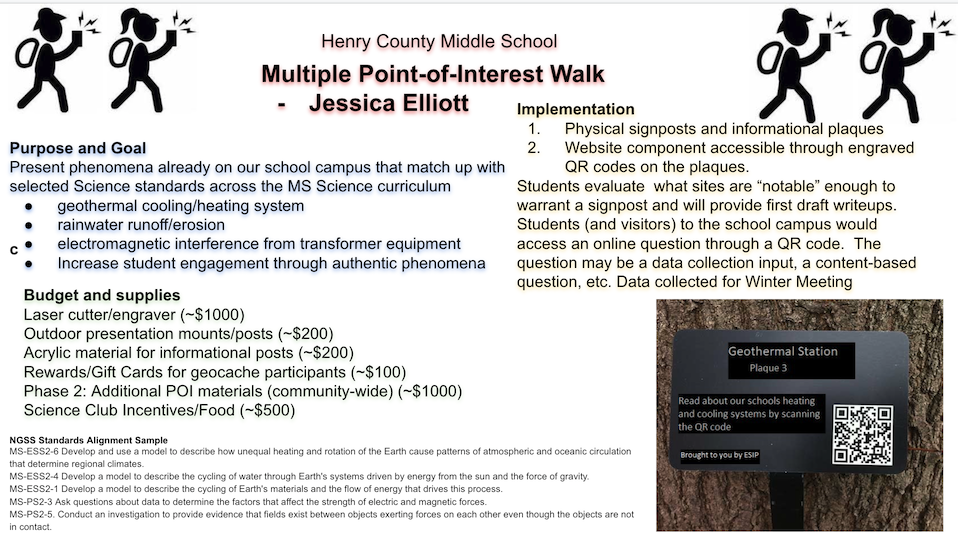 Henry County Middle School
Multiple Point-of-Interest Walk
- Jessica Elliott
Purpose and Goal
Present phenomena already on our school campus that match up with
selected Science standards across the MS Science curriculum
● geothermal cooling/heating system
● rainwater runoff/erosion
● electromagnetic interference from transformer equipment
c
● Increase student engagement through authentic phenomena
Budget and supplies
Laser cutter/engraver (~$1000)
Outdoor presentation mounts/posts (~$200)
Acrylic material for informational posts (~$200)
Rewards/Gift Cards for geocache participants (~$100)
Phase 2: Additional POI materials (community-wide) (~$1000)
Science Club Incentives/Food (~$500)
NGSS Standards Alignment Sample
MS-ESS2-6 Develop and use a model to describe how unequal heating and rotation of the Earth cause patterns of atmospheric and oceanic circulation
that determine regional climates.
MS-ESS2-4 Develop a model to describe the cycling of water through Earth's systems driven by energy from the sun and the force of gravity.
MS-ESS2-1 Develop a model to describe the cycling of Earth's materials and the flow of energy that drives this process.
MS-PS2-3 Ask questions about data to determine the factors that affect the strength of electric and magnetic forces.
MS-PS2-5. Conduct an investigation to provide evidence that fields exist between objects exerting forces on each other even though the objects are not
in contact.
Implementation
1. Physical signposts and informational plaques
2. Website component accessible through engraved
QR codes on the plaques.
Students evaluate what sites are “notable” enough to
warrant a signpost and will provide first draft writeups.
Students (and visitors) to the school campus would
access an online question through a QR code. The
question may be a data collection input, a content-based
question, etc. Data collected for Winter Meeting
Geothermal Station
Plaque 3
Read about our schools heating
and cooling systems by scanning
the QR code
Brought to you by ESIP